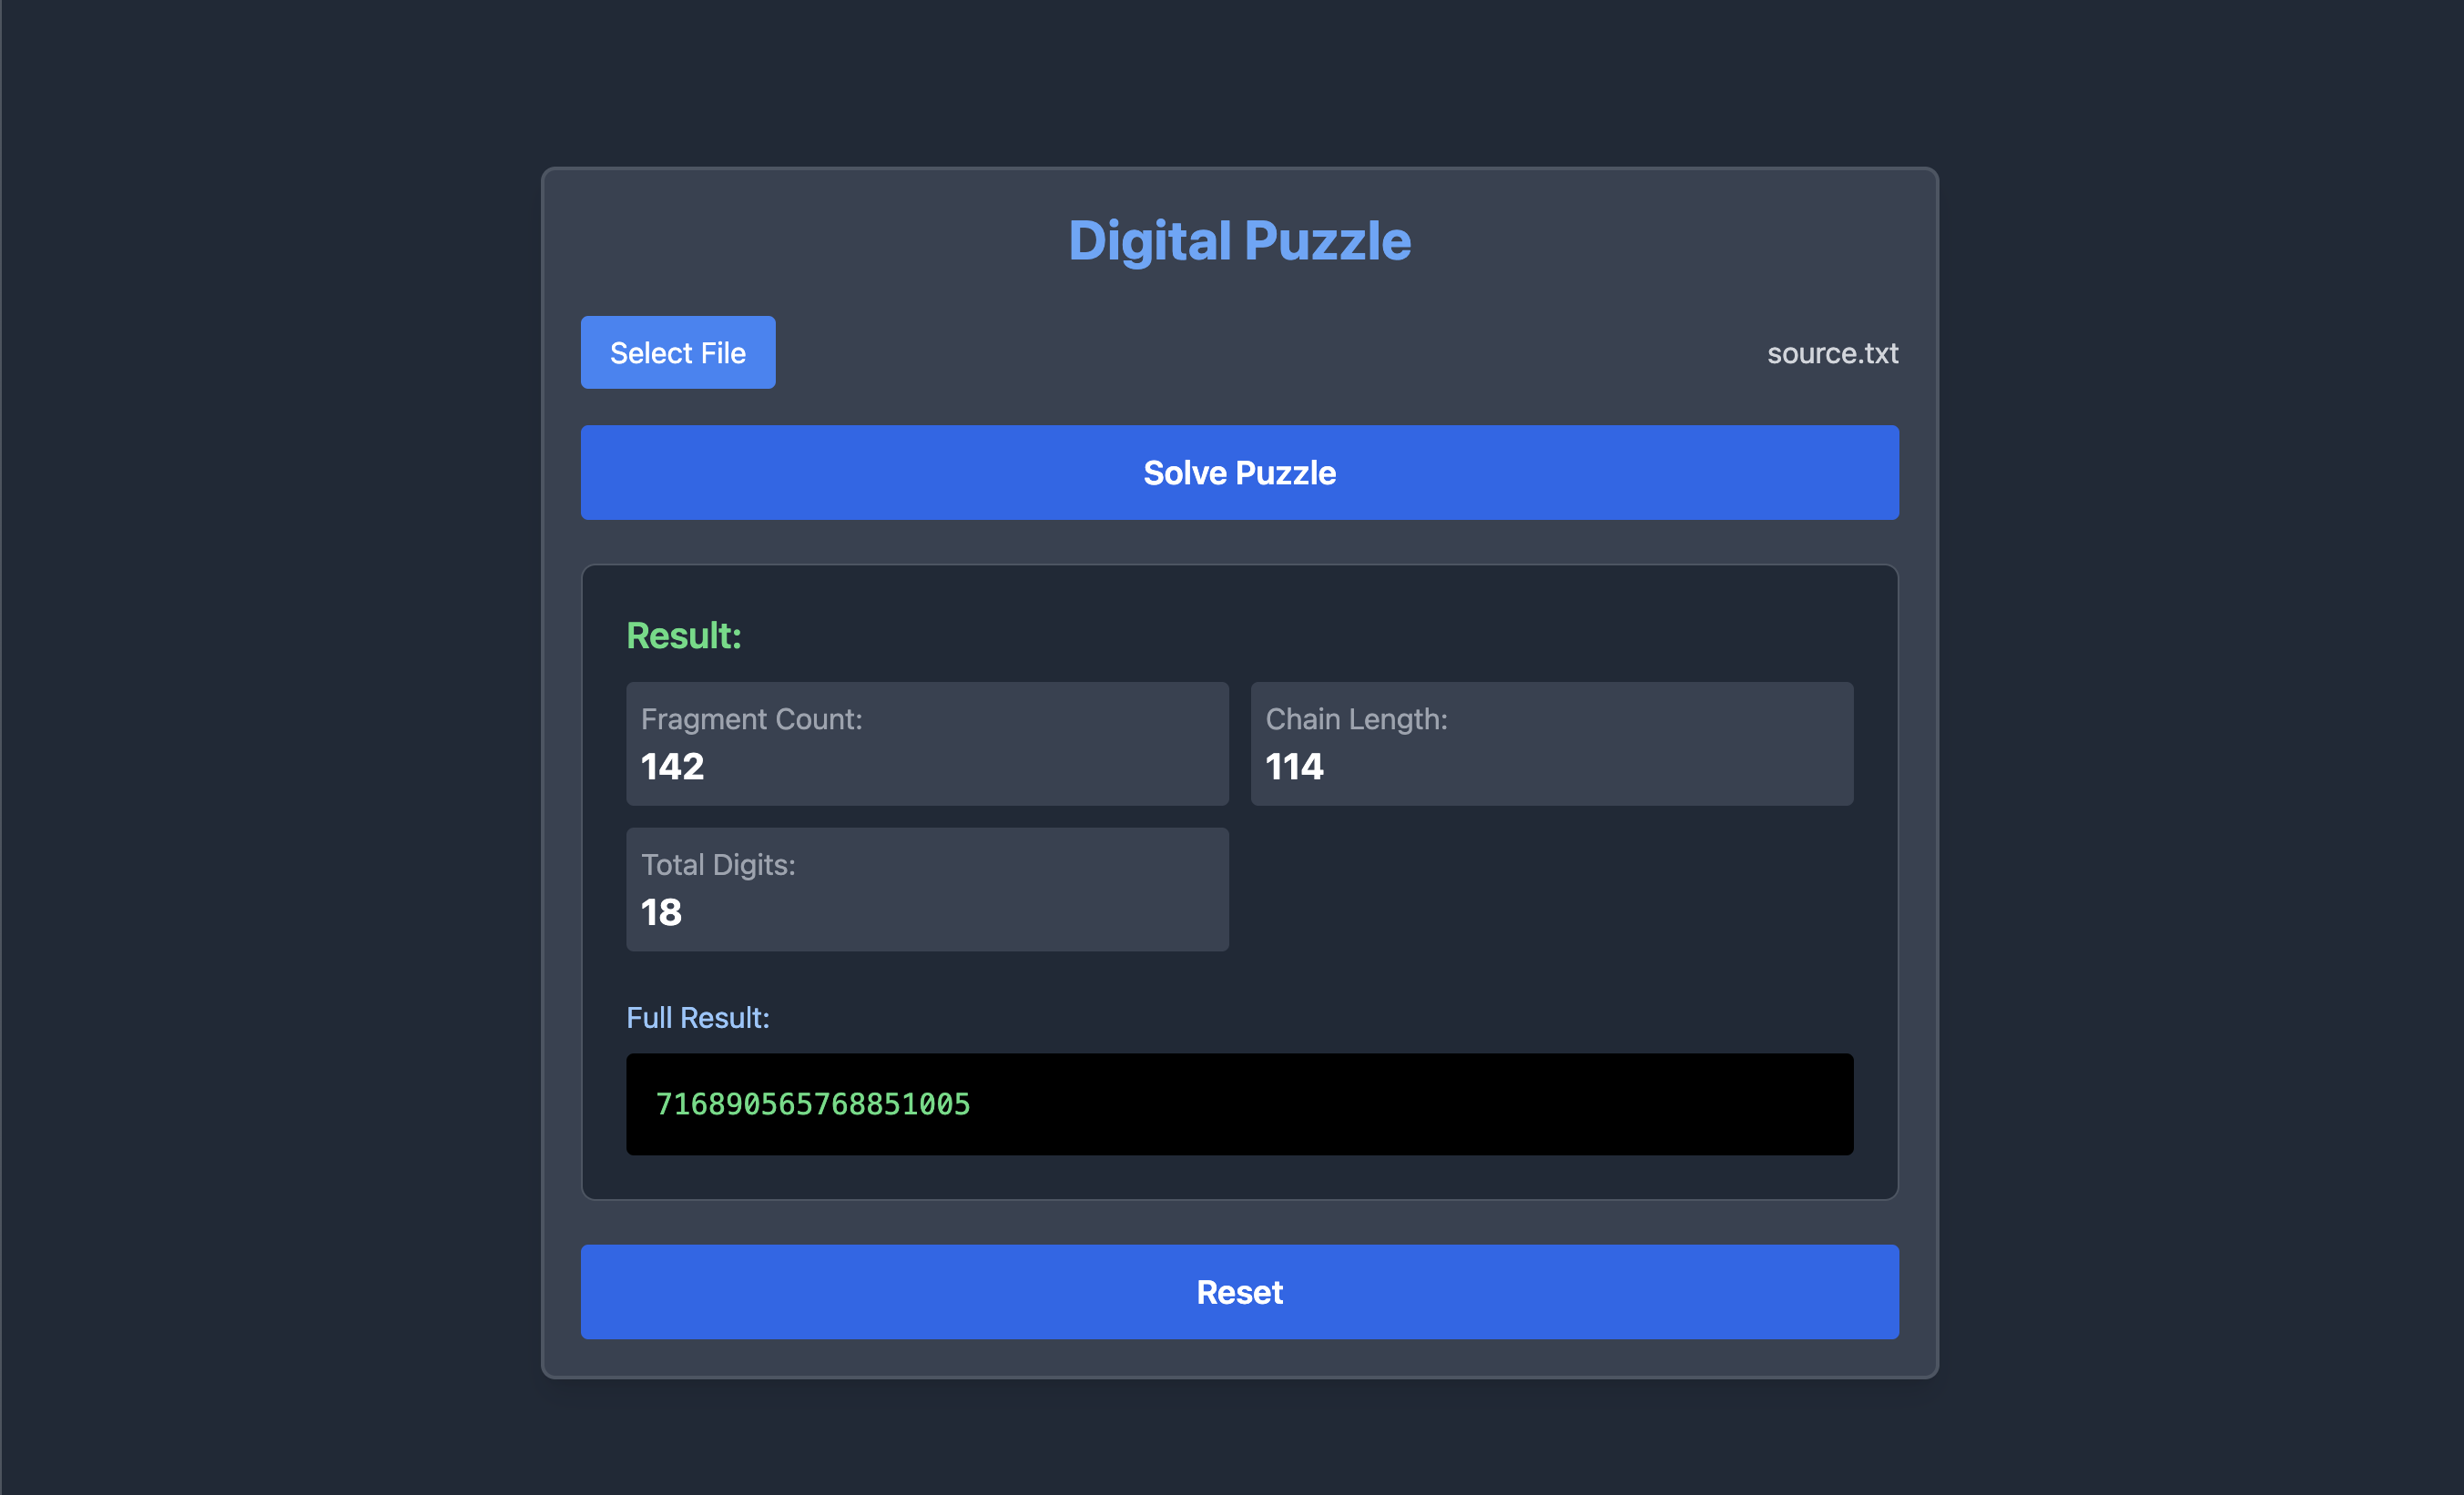 Digital Puzzle
Select File
source.txt
Solve Puzzle
Result:
Fragment Count:
142
Chain Length:
114
Total Digits:
18
Full Result:
716890565768851005
Reset